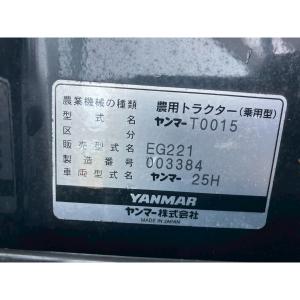 農業機械の種類 農用トラクター(乗用型)
型式名 ヤンマーT0015
区分
販売型式名 EG221
製造番号 003384
車両型式名 ヤンマー 25H
YANMAR
ヤンマー株式会社
MADE IN JAPAN